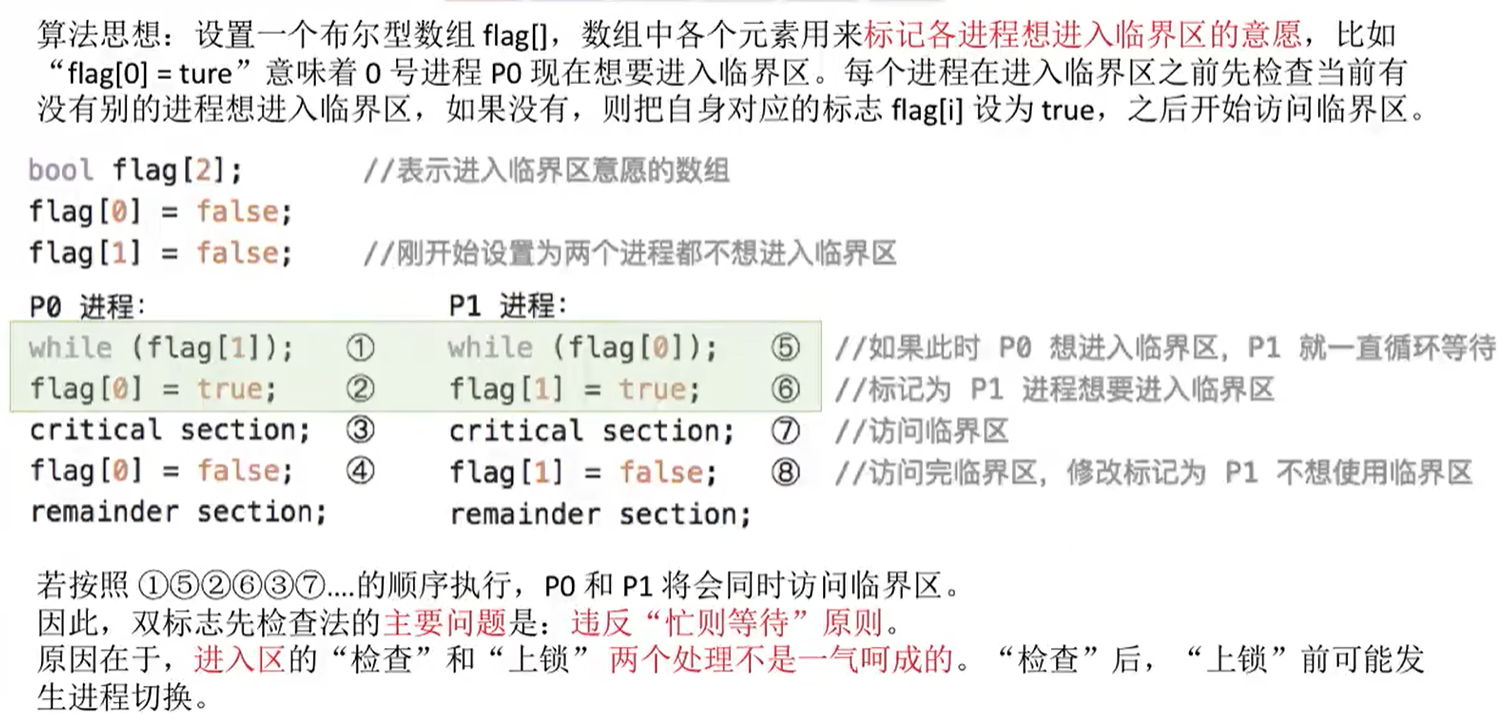 算法思想：设置一个布尔型数组 flag[]，数组中各个元素用来标记各进程想进入临界区的意愿，比如
“flag[0] = ture”意味着 0 号进程 P0 现在想要进入临界区。每个进程在进入临界区之前先检查当前有
没有别的进程想进入临界区，如果没有，则把自身对应的标志 flag[i] 设为 true，之后开始访问临界区。
bool flag[2]; //表示进入临界区意愿的数组
flag[0] = false;
flag[1] = false; //刚开始设置为两个进程都不想进入临界区
P0 进程： P1 进程：
while (flag[1]); ① while (flag[0]); ⑤ //如果此时 P0 想进入临界区，P1 就一直循环等待
flag[0] = true; ② flag[1] = true; ⑥ //标记为 P1 进程想要进入临界区
critical section; ③ critical section; ⑦ //访问临界区
flag[0] = false; ④ flag[1] = false; ⑧ //访问完临界区，修改标记为 P1 不想使用临界区
remainder section; remainder section;
若按照 ①⑤②⑥③⑦....的顺序执行，P0 和 P1 将会同时访问临界区。
因此，双标志先检查法的主要问题是：违反“忙则等待”原则。
原因在于，进入区的“检查”和“上锁” 两个处理不是一气呵成的。“检查”后，“上锁”前可能发
生进程切换。